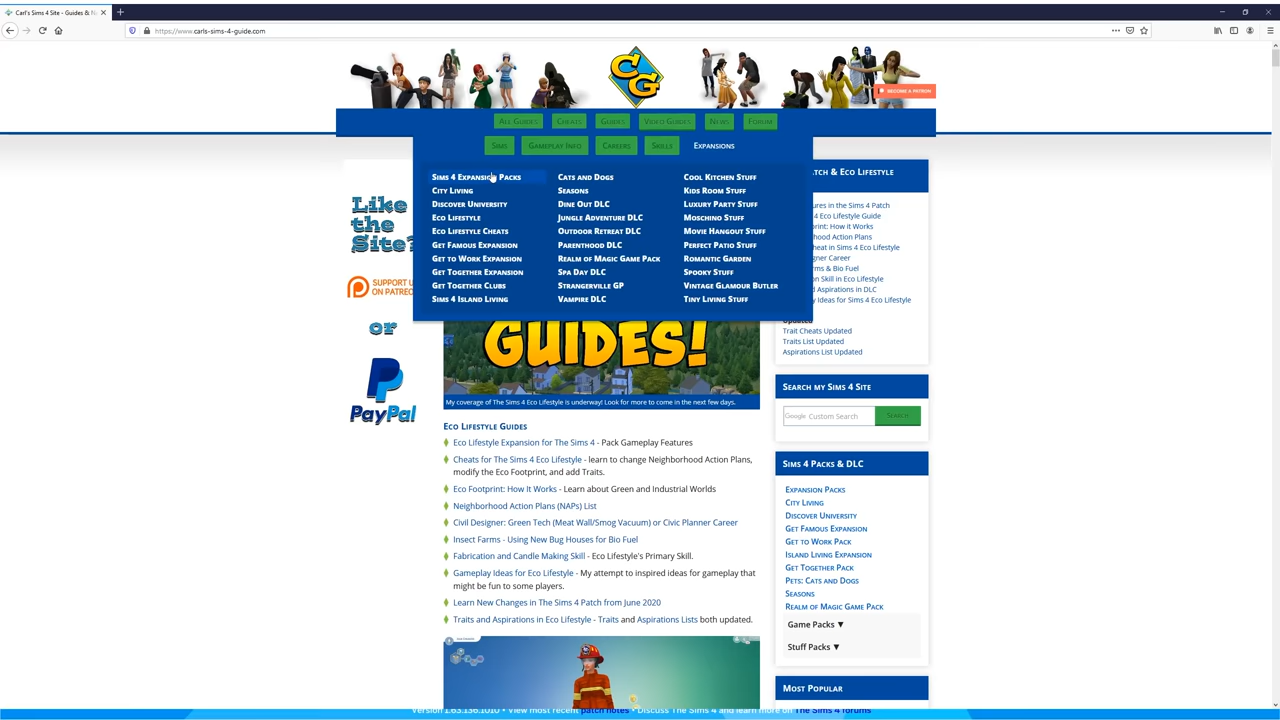 Carl's Sims 4 Site - Guides & N
https://www.carls-sims-4-guide.com
CG
BECOME A PATRON
ALL GUIDES CHEATS GUIDES VIDEO GUIDES NEWS FORUM
SIMS GAMEPLAY INFO CAREERS SKILLS EXPANSIONS
SIMS 4 EXPANSION PACKS CATS AND DOGS COOL KITCHEN STUFF
CITY LIVING SEASONS KIDS ROOM STUFF
DISCOVER UNIVERSITY DINE OUT DLC LUXURY PARTY STUFF
ECO LIFESTYLE JUNGLE ADVENTURE DLC MOSCHINO STUFF
ECO LIFESTYLE CHEATS OUTDOOR RETREAT DLC MOVIE HANGOUT STUFF
GET FAMOUS EXPANSION PARENTHOOD DLC PERFECT PATIO STUFF
GET TO WORK EXPANSION REALM OF MAGIC GAME PACK ROMANTIC GARDEN
GET TOGETHER EXPANSION SPA DAY DLC SPOOKY STUFF
GET TOGETHER CLUBS STRANGERVILLE GP VINTAGE GLAMOUR BUTLER
SIMS 4 ISLAND LIVING VAMPIRE DLC TINY LIVING STUFF
Like
the
Site?
SUPPORT U
ON PATREO
or
PayPal
GUIDES!
My coverage of The Sims 4 Eco Lifestyle is underway! Look for more to come in the next few days.
ECO LIFESTYLE GUIDES
Eco Lifestyle Expansion for The Sims 4 - Pack Gameplay Features
Cheats for The Sims 4 Eco Lifestyle - learn to change Neighborhood Action Plans,
modify the Eco Footprint, and add Traits.
Eco Footprint: How It Works - Learn about Green and Industrial Worlds
Neighborhood Action Plans (NAPs) List
Civil Designer: Green Tech (Meat Wall/Smog Vacuum) or Civic Planner Career
Insect Farms - Using New Bug Houses for Bio Fuel
Fabrication and Candle Making Skill - Eco Lifestyle's Primary Skill.
Gameplay Ideas for Eco Lifestyle - My attempt to inspired ideas for gameplay that
might be fun to some players.
Learn New Changes in The Sims 4 Patch from June 2020
Traits and Aspirations in Eco Lifestyle - Traits and Aspirations Lists both updated.
TCH & ECO LIFESTYLE
ures in the Sims 4 Patch
4 Eco Lifestyle Guide
print: How it Works
hood Action Plans
heat in Sims 4 Eco Lifestyle
gner Career
rms & Bio Fuel
on Skill in Eco Lifestyle
d Aspirations in DLC
y Ideas for Sims 4 Eco Lifestyle
Updated
Trait Cheats Updated
Traits List Updated
Aspirations List Updated
SEARCH MY SIMS 4 SITE
Google Custom Search SEARCH
SIMS 4 PACKS & DLC
EXPANSION PACKS
CITY LIVING
DISCOVER UNIVERSITY
GET FAMOUS EXPANSION
GET TO WORK PACK
ISLAND LIVING EXPANSION
GET TOGETHER PACK
PETS: CATS AND DOGS
SEASONS
REALM OF MAGIC GAME PACK
Game Packs ▼
Stuff Packs ▼
MOST POPULAR
Version 1.63.136.1010 • View most recent patch notes • Discuss The Sims 4 and learn more on The Sims 4 forums